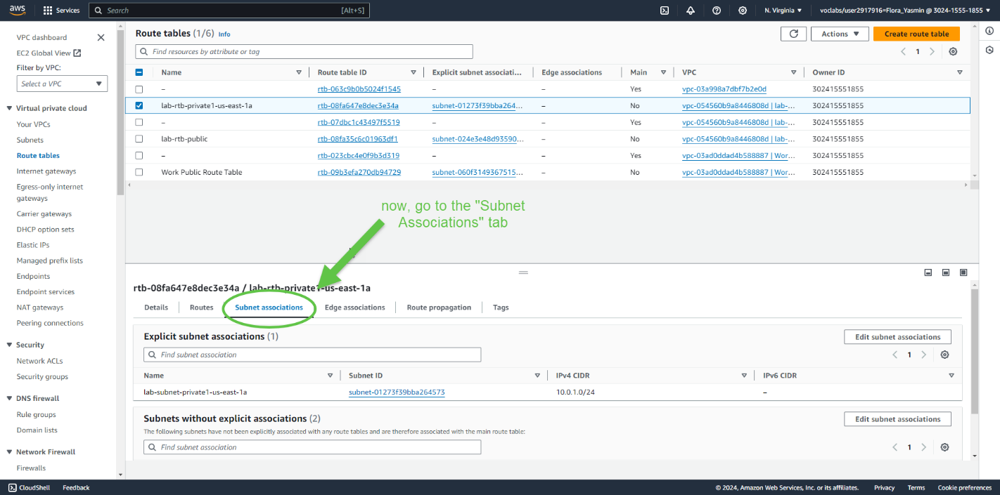 aws Services Search [Alt+S] N. Virginia voclabs/user2917916=Flora_Yasmin @ 3024-1555-1855
VPC dashboard
EC2 Global View
Filter by VPC:
Select a VPC
Virtual private cloud
Your VPCs
Subnets
Route tables
Internet gateways
Egress-only internet
gateways
Carrier gateways
DHCP option sets
Elastic IPs
Managed prefix lists
Endpoints
Endpoint services
NAT gateways
Peering connections
Security
Network ACLs
Security groups
DNS firewall
Rule groups
Domain lists
Network Firewall
Firewalls
Route tables (1/6) Info Actions Create route table
Find resources by attribute or tag 1
Name Route table ID Explicit subnet associati... Edge associations Main VPC Owner ID
– rtb-063c9b0b5024f1545 – – Yes vpc-03a998a7dbf7b2e0d 302415551855
lab-rtb-private1-us-east-1a rtb-08fa647e8dec3e34a subnet-01273f39bba264... – No vpc-054560b9a8446808d | lab-... 302415551855
– rtb-07dbc1c43497f5519 – – Yes vpc-054560b9a8446808d | lab-... 302415551855
lab-rtb-public rtb-08fa35c6c01963df1 subnet-024e3e48d93590... – No vpc-054560b9a8446808d | lab-... 302415551855
– rtb-023cbc4e0f9b3d319 – – Yes vpc-03ad0ddad4b588887 | Wor... 302415551855
Work Public Route Table rtb-09b3efa270db94729 subnet-060f3149367515... – No vpc-03ad0ddad4b588887 | Wor... 302415551855
now, go to the "Subnet
Associations" tab
rtb-08fa647e8dec3e34a / lab-rtb-private1-us-east-1a
Details Routes Subnet associations Edge associations Route propagation Tags
Explicit subnet associations (1) Edit subnet associations
Find subnet association 1
Name Subnet ID IPv4 CIDR IPv6 CIDR
lab-subnet-private1-us-east-1a subnet-01273f39bba264573 10.0.1.0/24 –
Subnets without explicit associations (2) Edit subnet associations
The following subnets have not been explicitly associated with any route tables and are therefore associated with the main route table:
Find subnet association 1
CloudShell Feedback © 2024, Amazon Web Services, Inc. or its affiliates. Privacy Terms Cookie preferences